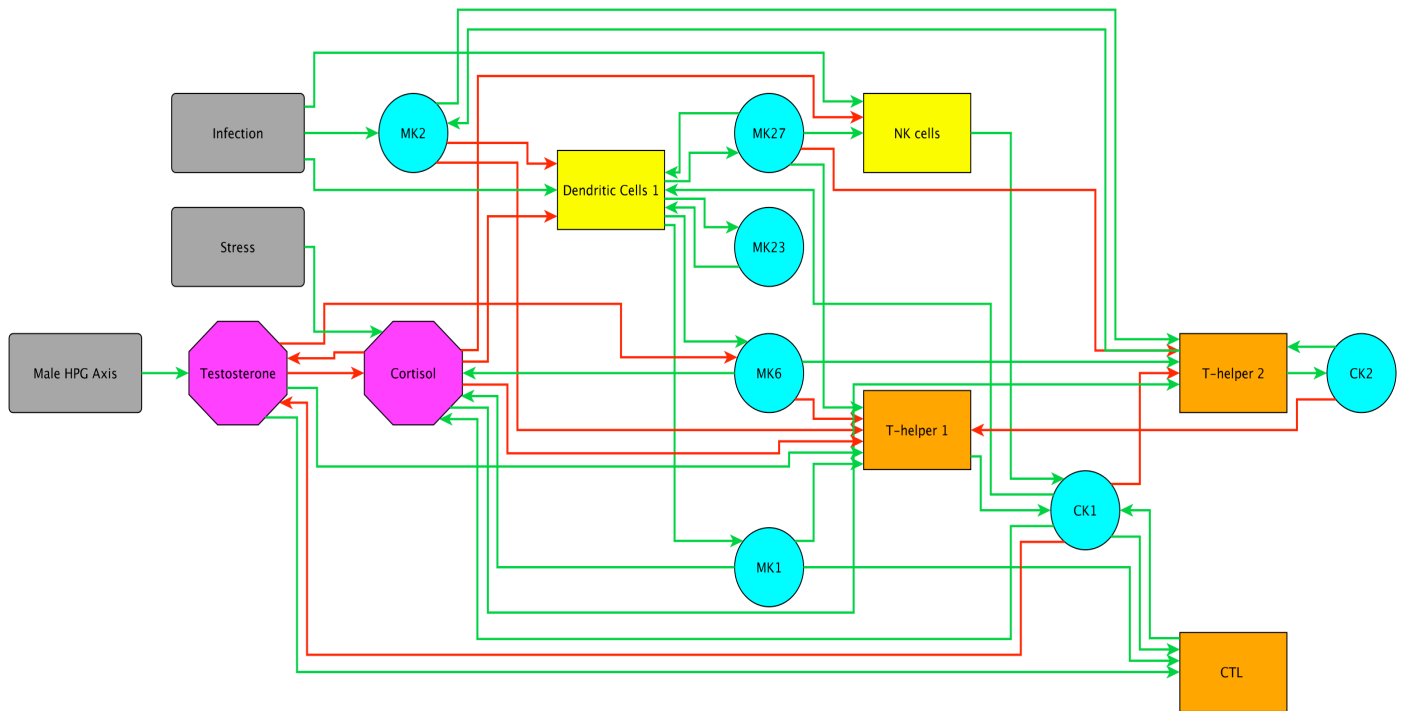 Infection
MK2
MK27
NK cells
Dendritic Cells 1
Stress
MK23
Male HPG Axis
Testosterone
Cortisol
MK6
T-helper 2
CK2
T-helper 1
CK1
MK1
CTL